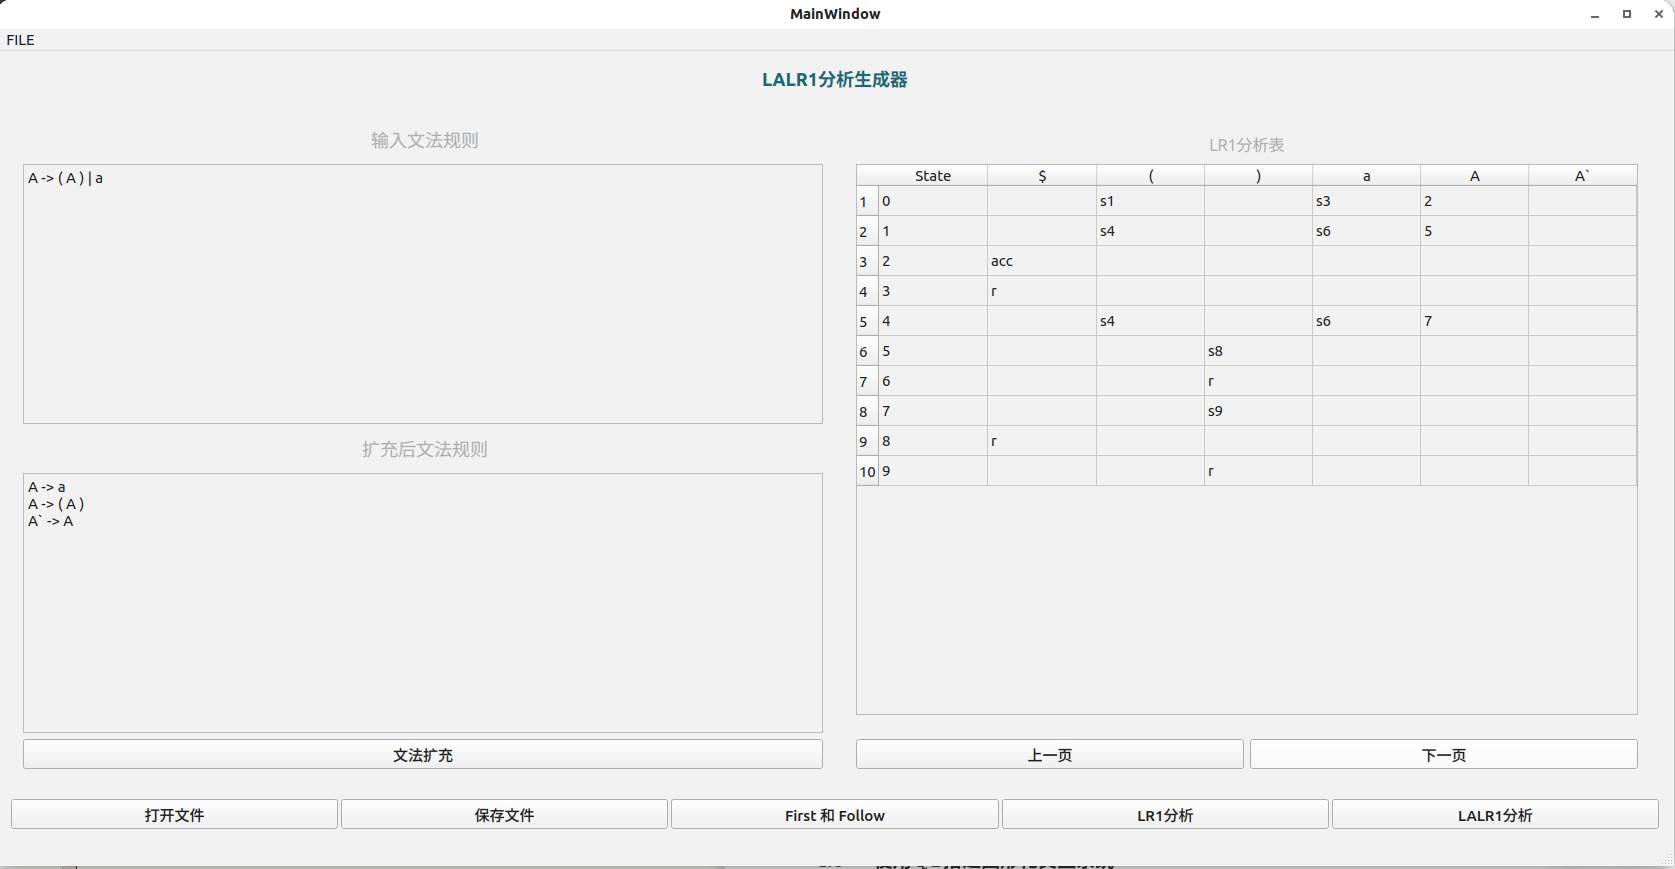 MainWindow
FILE
LALR1分析生成器
输入文法规则
A -> ( A ) | a
扩充后文法规则
A -> a
A -> ( A )
A` -> A
文法扩充
LR1分析表
State $ ( ) a A A`
1 0 s1 s3 2
2 1 s4 s6 5
3 2 acc
4 3 r
5 4 s4 s6 7
6 5 s8
7 6 r
8 7 s9
9 8 r
10 9 r
上一页 下一页
打开文件 保存文件 First 和 Follow LR1分析 LALR1分析